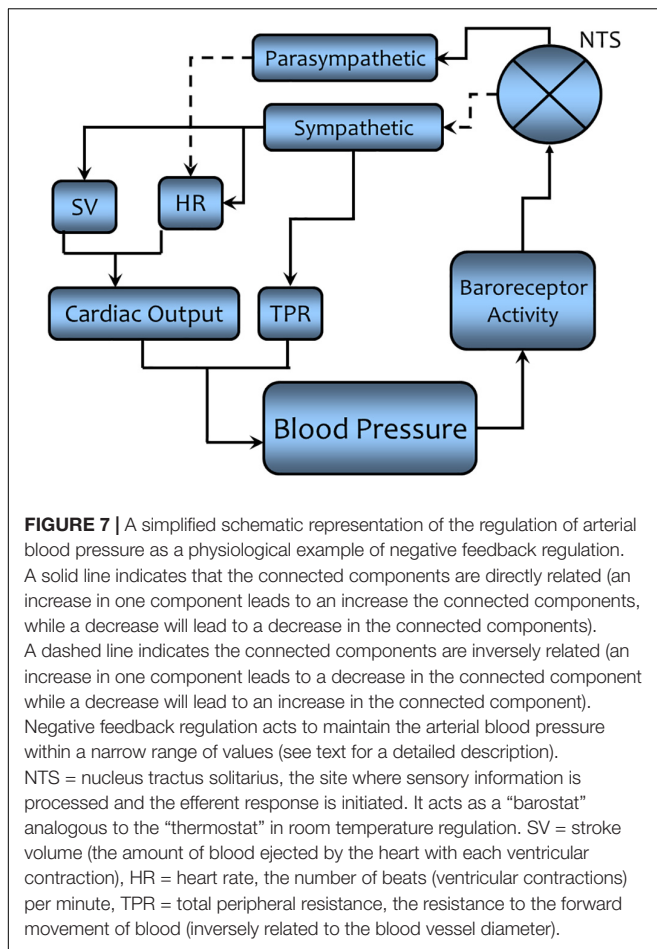 NTS
Parasympathetic
Sympathetic
SV
HR
Cardiac Output
TPR
Baroreceptor
Activity
Blood Pressure
FIGURE 7 | A simplified schematic representation of the regulation of arterial
blood pressure as a physiological example of negative feedback regulation.
A solid line indicates that the connected components are directly related (an
increase in one component leads to an increase the connected components,
while a decrease will lead to a decrease in the connected components).
A dashed line indicates the connected components are inversely related (an
increase in one component leads to a decrease in the connected component
while a decrease will lead to an increase in the connected component).
Negative feedback regulation acts to maintain the arterial blood pressure
within a narrow range of values (see text for a detailed description).
NTS = nucleus tractus solitarius, the site where sensory information is
processed and the efferent response is initiated. It acts as a “barostat”
analogous to the “thermostat” in room temperature regulation. SV = stroke
volume (the amount of blood ejected by the heart with each ventricular
contraction), HR = heart rate, the number of beats (ventricular contractions)
per minute, TPR = total peripheral resistance, the resistance to the forward
movement of blood (inversely related to the blood vessel diameter).